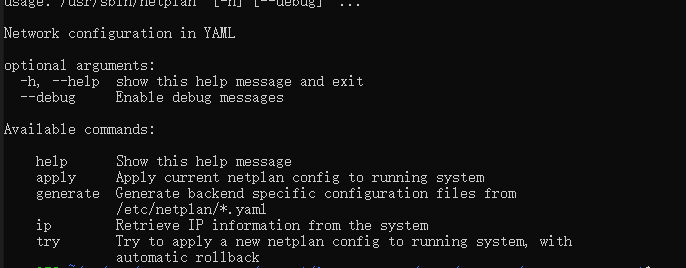 usage: /usr/sbin/netplan  [-h] [--debug]  ...
Network configuration in YAML
optional arguments:
  -h, --help  show this help message and exit
  --debug     Enable debug messages
Available commands:
    help      Show this help message
    apply     Apply current netplan config to running system
    generate  Generate backend specific configuration files from
              /etc/netplan/*.yaml
    ip        Retrieve IP information from the system
    try       Try to apply a new netplan config to running system, with
              automatic rollback